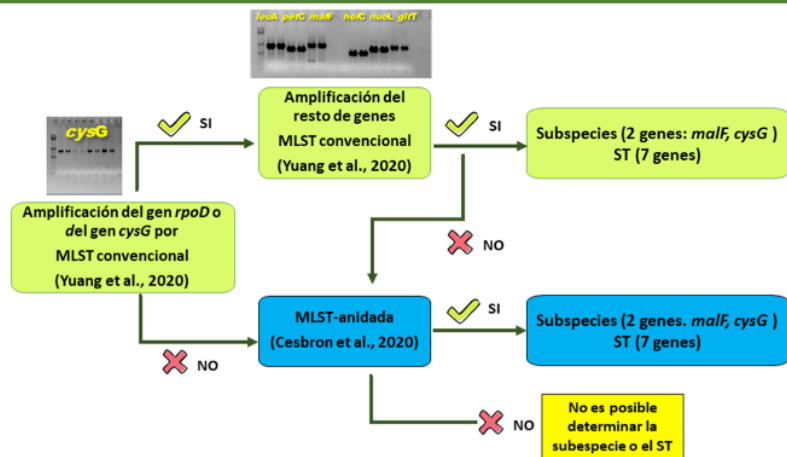 leuA petC malF holC nuoL gltT
cysG
SI
Amplificación del
resto de genes
MLST convencional
(Yuang et al., 2020)
SI
Subspecies (2 genes: malF, cysG )
ST (7 genes)
Amplificación del gen rpoD o
del gen cysG por
MLST convencional
(Yuang et al., 2020)
NO
NO
MLST-anidada
(Cesbron et al., 2020)
SI
Subspecies (2 genes. malF, cysG )
ST (7 genes)
NO
No es posible
determinar la
subespecie o el ST